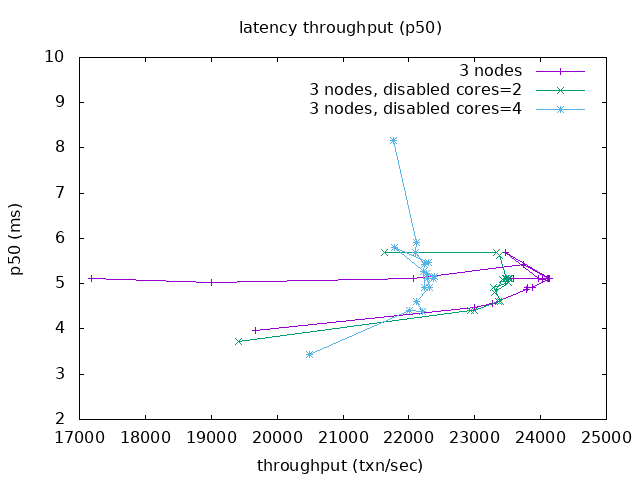 latency throughput (p50)
10
9
8
7
6
5
4
3
2
p50 (ms)
3 nodes
3 nodes, disabled cores=2
3 nodes, disabled cores=4
17000 18000 19000 20000 21000 22000 23000 24000 25000
throughput (txn/sec)